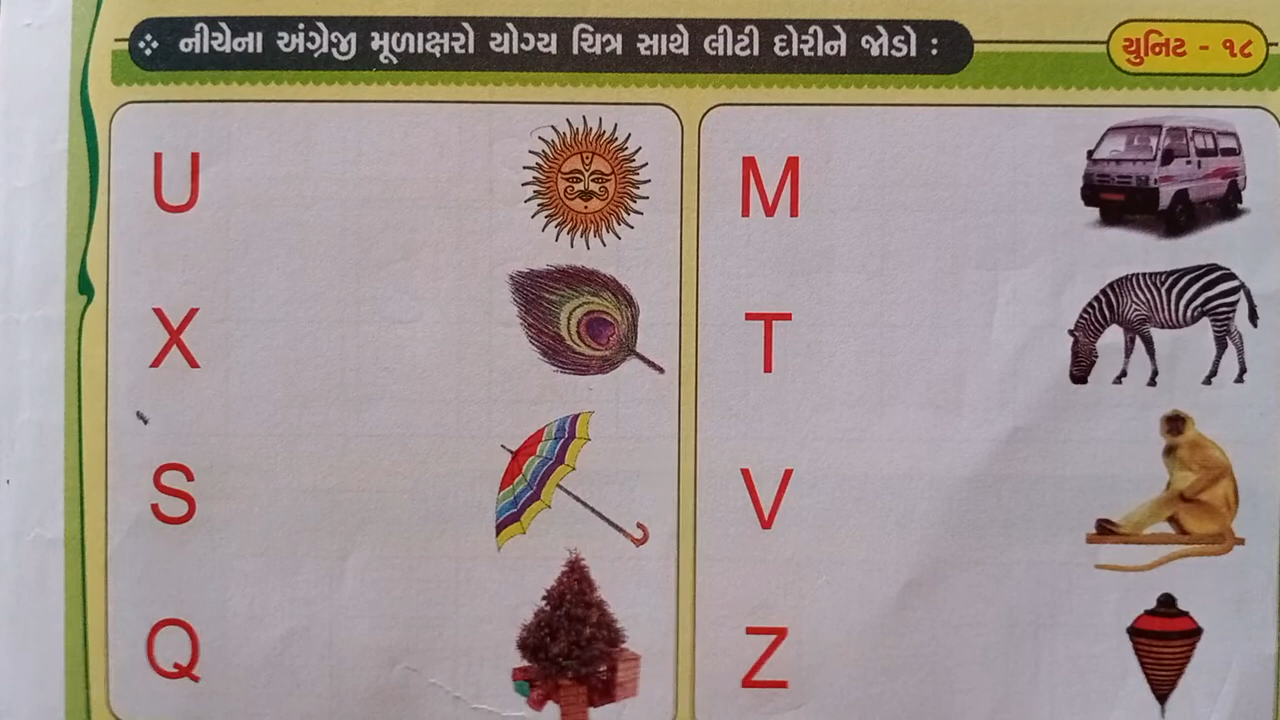 ❖ નીચેના અંગ્રેજી મૂળાક્ષરો યોગ્ય ચિત્ર સાથે લીટી દોરીને જોડો :
યુનિટ - ૧૮
U
X
S
Q
M
T
V
Z